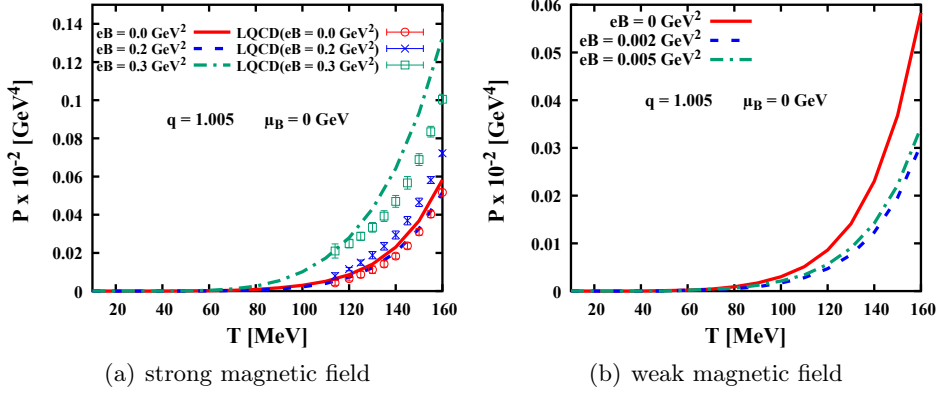 0.14
0.12
0.1
0.08
0.06
0.04
0.02
0
P x 10⁻² [GeV⁴]
eB = 0.0 GeV²
eB = 0.2 GeV²
eB = 0.3 GeV²
LQCD(eB = 0.0 GeV²)
LQCD(eB = 0.2 GeV²)
LQCD(eB = 0.3 GeV²)
q = 1.005 μ_B = 0 GeV
20 40 60 80 100 120 140 160
T [MeV]
(a) strong magnetic field
0.06
0.05
0.04
0.03
0.02
0.01
0
P x 10⁻² [GeV⁴]
eB = 0 GeV²
eB = 0.002 GeV²
eB = 0.005 GeV²
q = 1.005 μ_B = 0 GeV
20 40 60 80 100 120 140 160
T [MeV]
(b) weak magnetic field